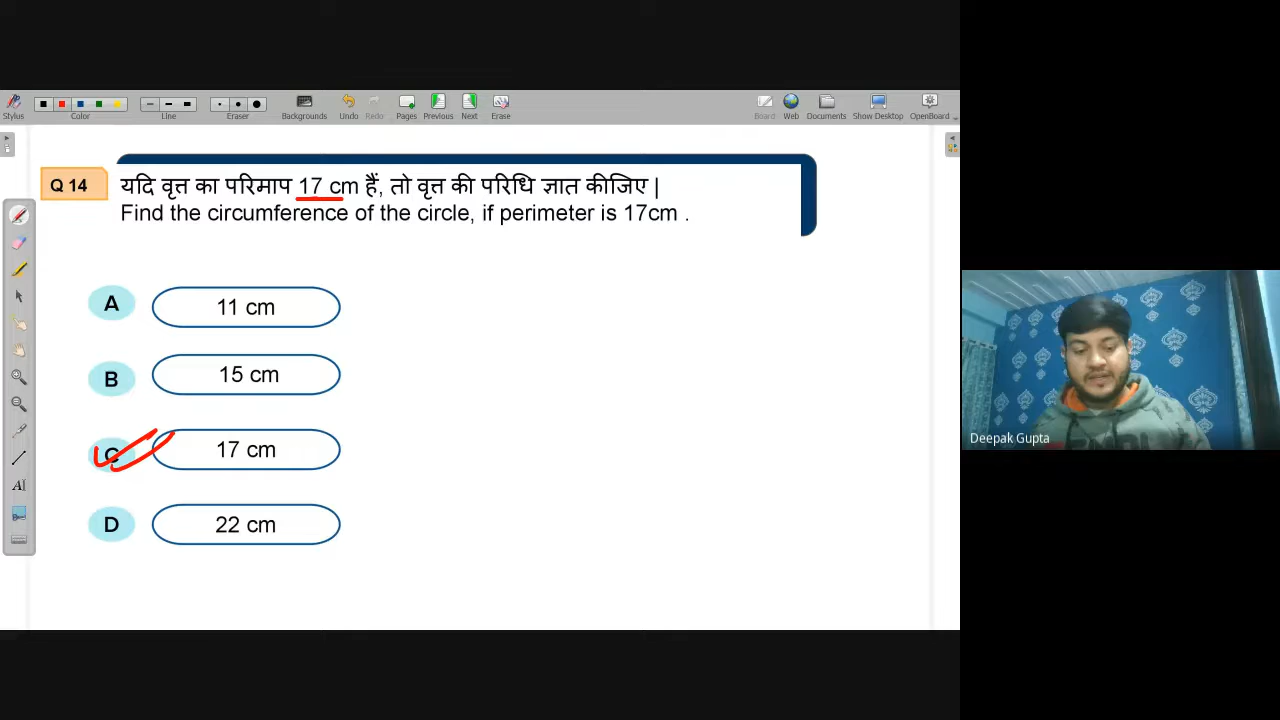 Stylus
Color
Line
Eraser
Backgrounds
Undo
Redo
Pages
Previous
Next
Erase
Board
Web
Documents
Show Desktop
OpenBoard
Q 14
यदि वृत्त का परिमाप 17 cm हैं, तो वृत्त की परिधि ज्ञात कीजिए |
Find the circumference of the circle, if perimeter is 17cm .
A
11 cm
B
15 cm
C
17 cm
D
22 cm
Deepak Gupta